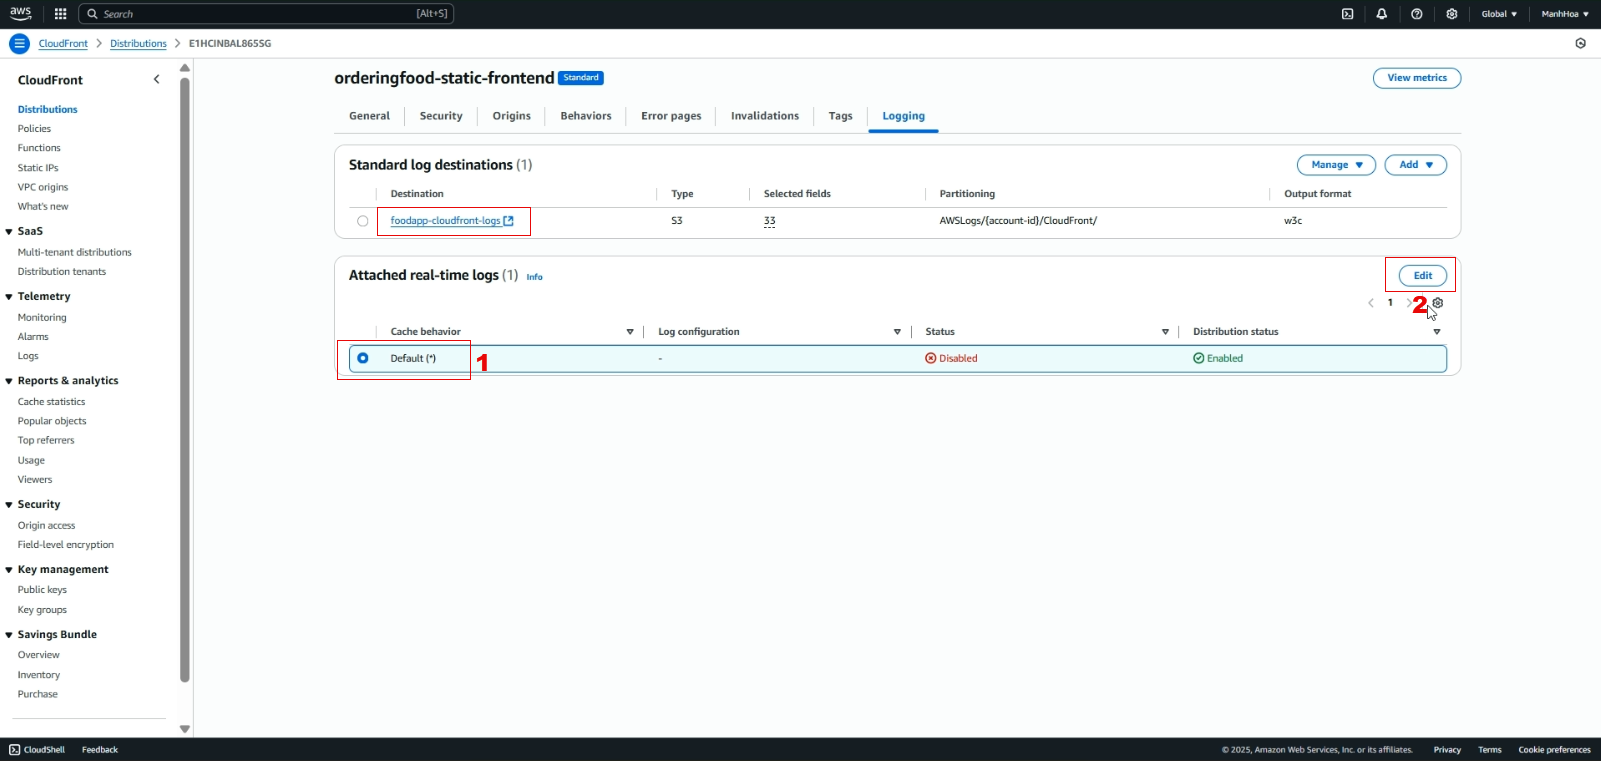 aws
Search
[Alt+S]
Global
ManhHoa
CloudFront
Distributions
E1HCINBAL865SG
CloudFront
Distributions
Policies
Functions
Static IPs
VPC origins
What's new
SaaS
Multi-tenant distributions
Distribution tenants
Telemetry
Monitoring
Alarms
Logs
Reports & analytics
Cache statistics
Popular objects
Top referrers
Usage
Viewers
Security
Origin access
Field-level encryption
Key management
Public keys
Key groups
Savings Bundle
Overview
Inventory
Purchase
orderingfood-static-frontend Standard
View metrics
General Security Origins Behaviors Error pages Invalidations Tags Logging
Standard log destinations (1)
Manage Add
Destination Type Selected fields Partitioning Output format
foodapp-cloudfront-logs S3 33 AWSLogs/{account-id}/CloudFront/ w3c
Attached real-time logs (1) Info
Edit
1
2
Cache behavior Log configuration Status Distribution status
Default (*) 1 - Disabled Enabled
CloudShell Feedback
© 2025, Amazon Web Services, Inc. or its affiliates. Privacy Terms Cookie preferences